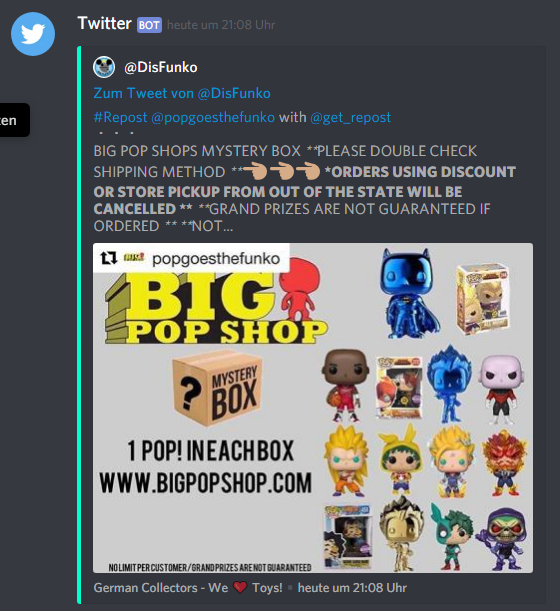 Twitter BOT heute um 21:08 Uhr
@DisFunko
en
Zum Tweet von @DisFunko
#Repost @popgoesthefunko with @get_repost
・・・
BIG POP SHOPS MYSTERY BOX **PLEASE DOUBLE CHECK
SHIPPING METHOD **👈🏼👈🏼👈🏼 *ORDERS USING DISCOUNT
OR STORE PICKUP FROM OUT OF THE STATE WILL BE
CANCELLED ** **GRAND PRIZES ARE NOT GUARANTEED IF
ORDERED ** **NOT...
popgoesthefunko
BIG
POP SHOP
?
MYSTERY
BOX
1 POP! IN EACH BOX
WWW.BIGPOPSHOP.COM
NO LIMIT PER CUSTOMER / GRAND PRIZES ARE NOT GUARANTEED
German Collectors - We ❤ Toys! • heute um 21:08 Uhr